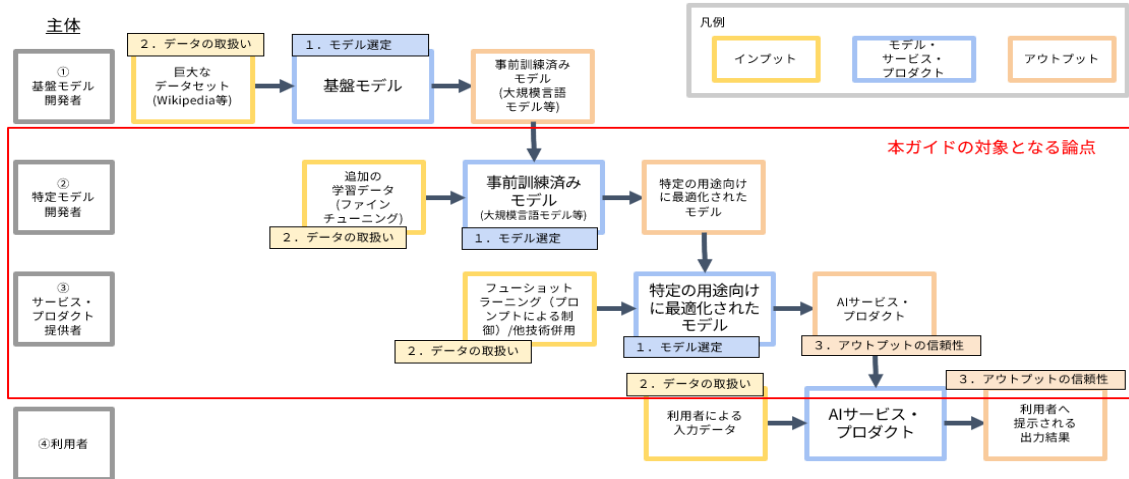 主体
凡例
インプット
モデル・
サービス・
プロダクト
アウトプット
①
基盤モデル
開発者
２．データの取扱い
巨大な
データセット
(Wikipedia等)
１．モデル選定
基盤モデル
事前訓練済み
モデル
(大規模言語
モデル等)
本ガイドの対象となる論点
②
特定モデル
開発者
追加の
学習データ
(ファイン
チューニング)
２．データの取扱い
事前訓練済み
モデル
(大規模言語モデル等)
１．モデル選定
特定の用途向け
に最適化された
モデル
③
サービス・
プロダクト
提供者
フューショット
ラーニング（プロ
ンプトによる制
御）/他技術併用
２．データの取扱い
特定の用途向け
に最適化された
モデル
１．モデル選定
AIサービス・
プロダクト
３．アウトプットの信頼性
④利用者
２．データの取扱い
利用者による
入力データ
AIサービス・
プロダクト
３．アウトプットの信頼性
利用者へ
提示される
出力結果